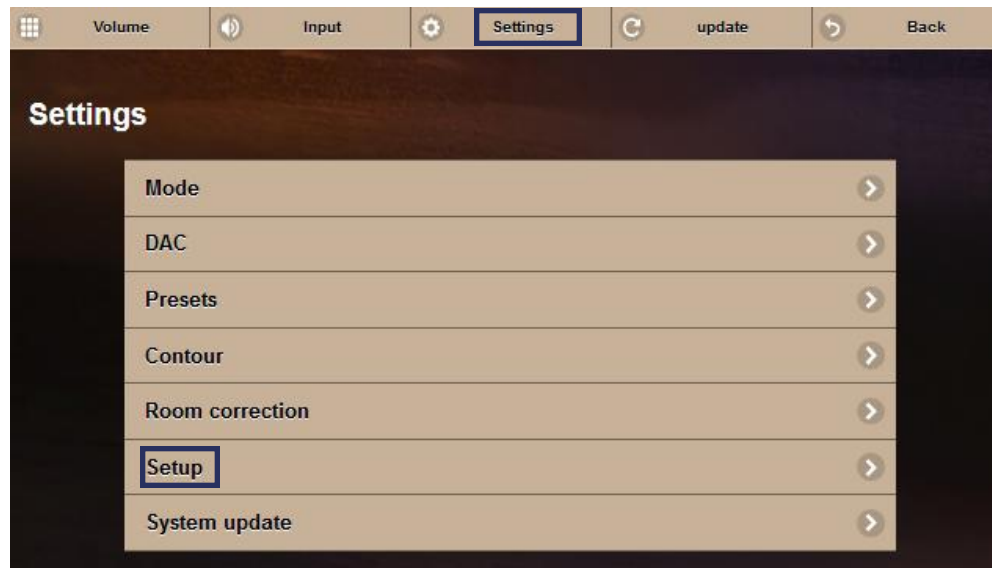 Volume Input Settings update Back
Settings
Mode
DAC
Presets
Contour
Room correction
Setup
System update